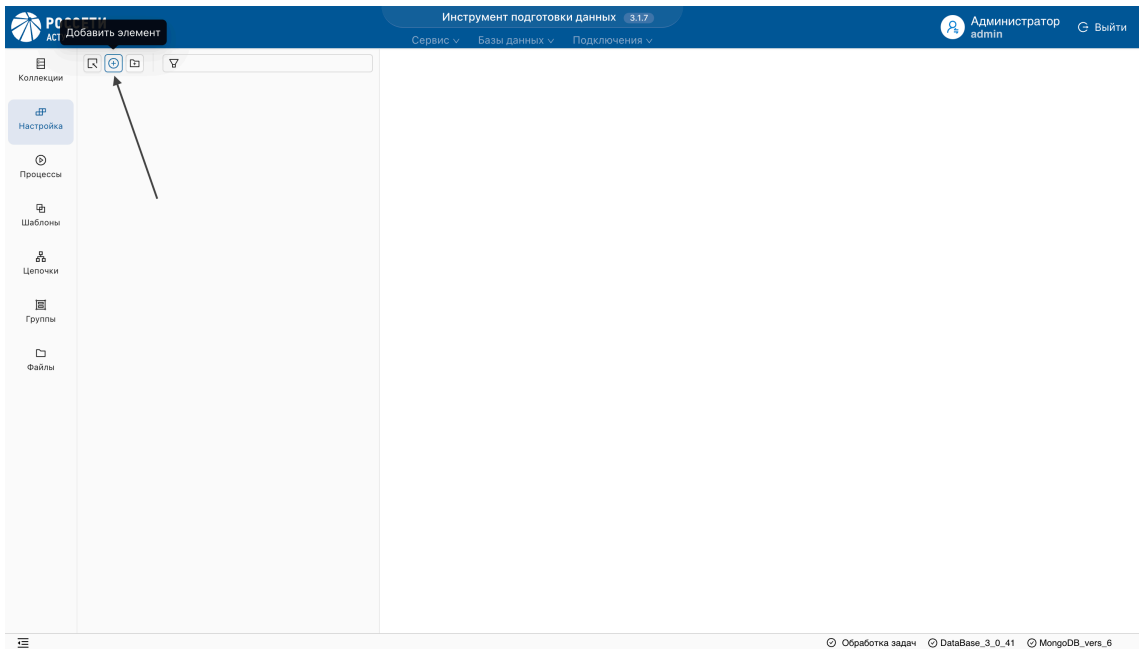 Инструмент подготовки данных 3.1.7
Добавить элемент
Сервис
Базы данных
Подключения
Администратор
admin
Выйти
Коллекции
Настройка
Процессы
Шаблоны
Цепочки
Группы
Файлы
Обработка задач
DataBase_3_0_41
MongoDB_vers_6